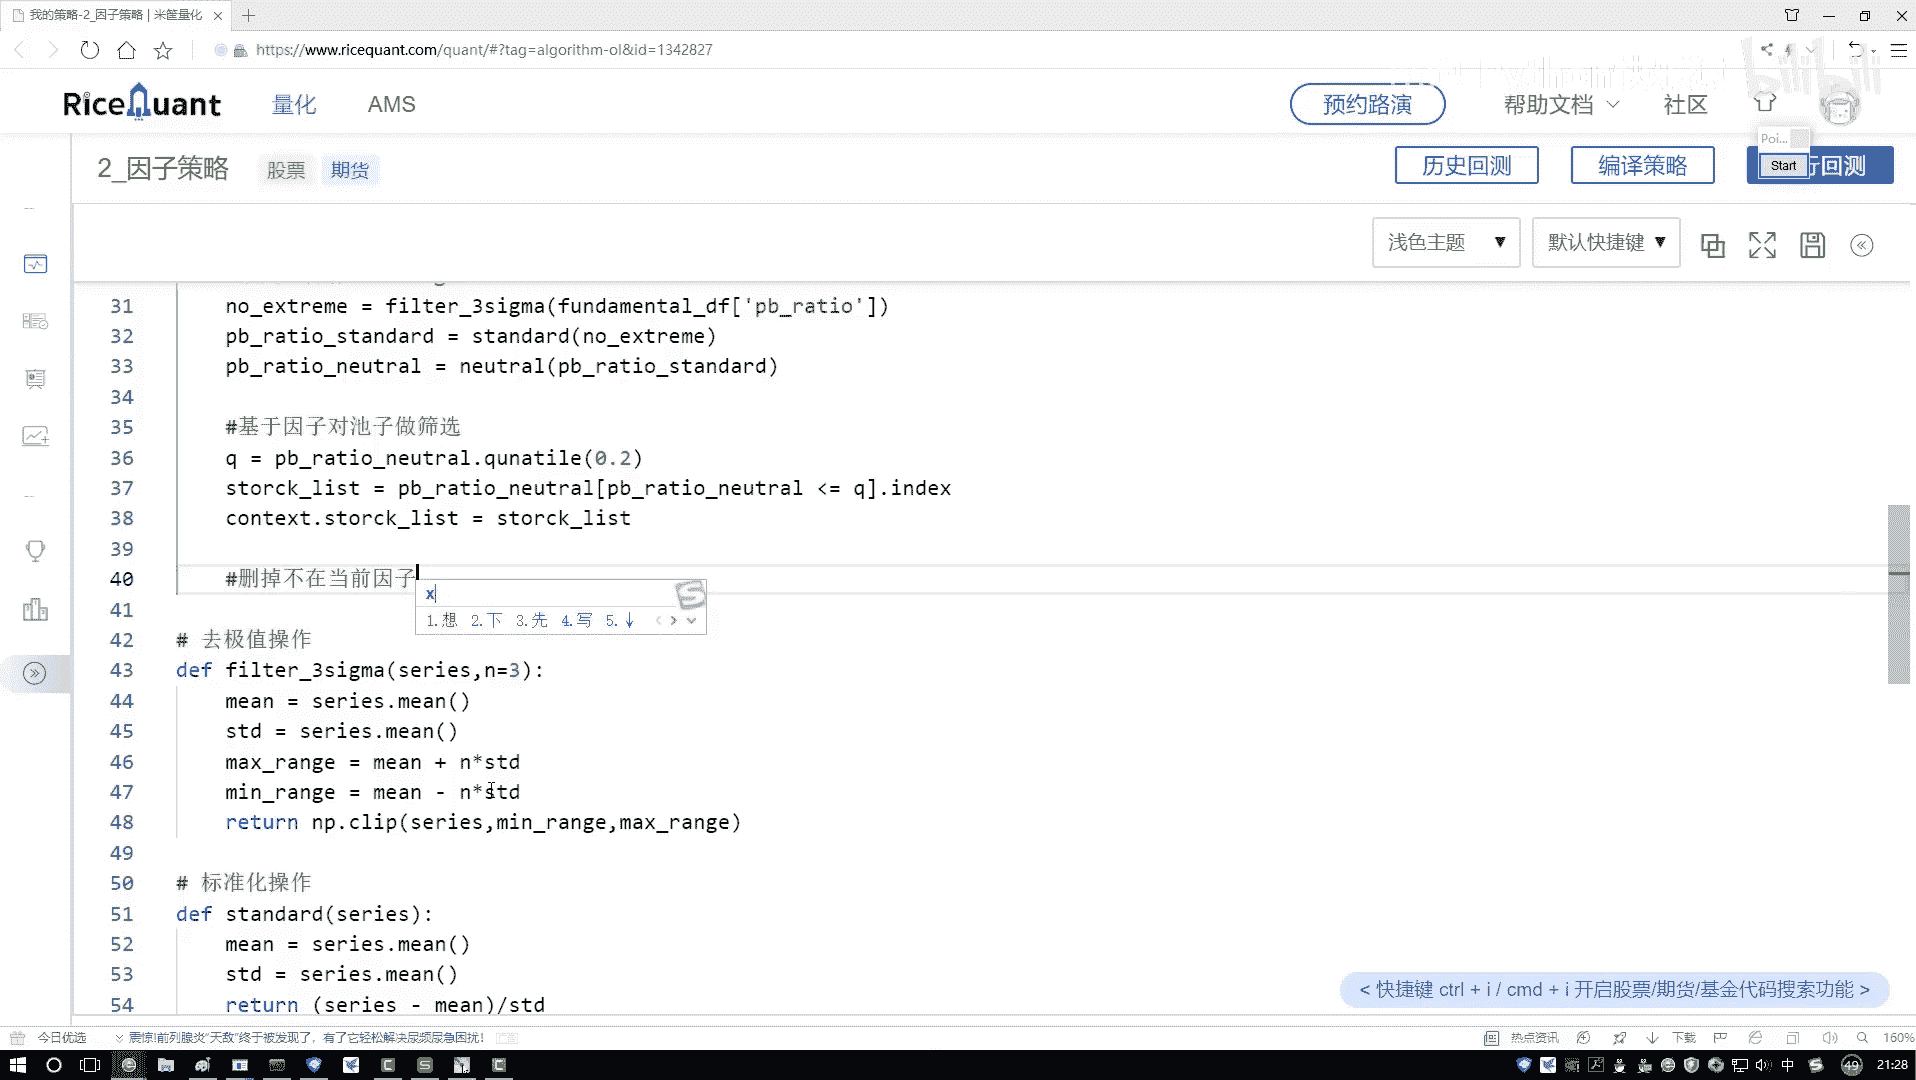 我的策略-2_因子策略 | 米筐量化
https://www.ricequant.com/quant/#?tag=algorithm-ol&id=1342827
bilibili
RiceQuant 量化 AMS 预约路演 帮助文档 社区
Poi...
2_因子策略 股票 期货 历史回测 编译策略 Start 行回测
浅色主题 ▼ 默认快捷键 ▼
31 no_extreme = filter_3sigma(fundamental_df['pb_ratio'])
32 pb_ratio_standard = standard(no_extreme)
33 pb_ratio_neutral = neutral(pb_ratio_standard)
34
35 #基于因子对池子做筛选
36 q = pb_ratio_neutral.qunatile(0.2)
37 storck_list = pb_ratio_neutral[pb_ratio_neutral <= q].index
38 context.storck_list = storck_list
39
40 #删掉不在当前因子
x
1.想 2.下 3.先 4.写 5.↓
41
42 # 去极值操作
43 def filter_3sigma(series,n=3):
44 mean = series.mean()
45 std = series.mean()
46 max_range = mean + n*std
47 min_range = mean - n*std
48 return np.clip(series,min_range,max_range)
49
50 # 标准化操作
51 def standard(series):
52 mean = series.mean()
53 std = series.mean()
54 return (series - mean)/std
< 快捷键 ctrl + i / cmd + i 开启股票/期货/基金代码搜索功能 >
今日优选 震惊!前列腺炎“天敌”终于被发现了，有了它轻松解决尿频尿急困扰! 热点资讯 下载 160%
中 49 21:28